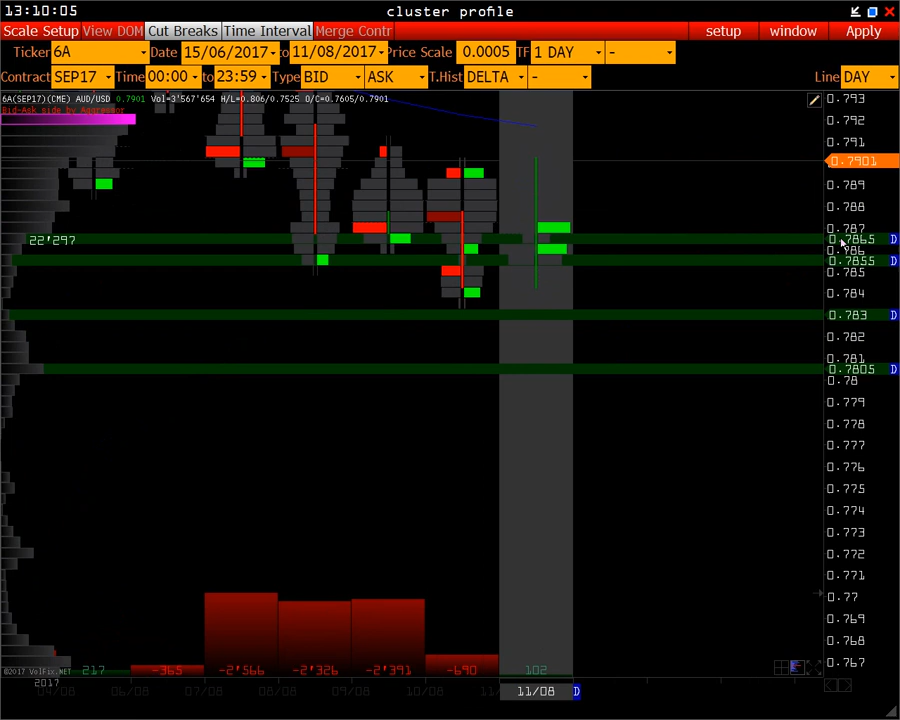 13:10:05 cluster profile
Scale Setup View DOM Cut Breaks Time Interval Merge Contr setup window Apply
Ticker 6A Date 15/06/2017 to 11/08/2017 Price Scale 0.0005 TF 1 DAY -
Contract SEP17 Time 00:00 to 23:59 Type BID ASK T.Hist DELTA - Line DAY
6A(SEP17)(CME) AUD/USD 0.7901 Vol=3'567'654 H/L=0.806/0.7525 O/C=0.7605/0.7901
Bid-Ask side by Aggressor
0.793
0.792
0.791
0.7901
0.789
0.788
0.787
22'297
0.7865 D
0.786
0.7855 D
0.785
0.784
0.783 D
0.782
0.781
0.7805 D
0.78
0.779
0.778
0.777
0.776
0.775
0.774
0.773
0.772
0.771
0.77
0.769
0.768
0.767
©2017 VolFix.NET 217 -365 -2'566 -2'326 -2'391 -690 102
2017
04/08 06/08 07/08 08/08 09/08 10/08 11/08 D